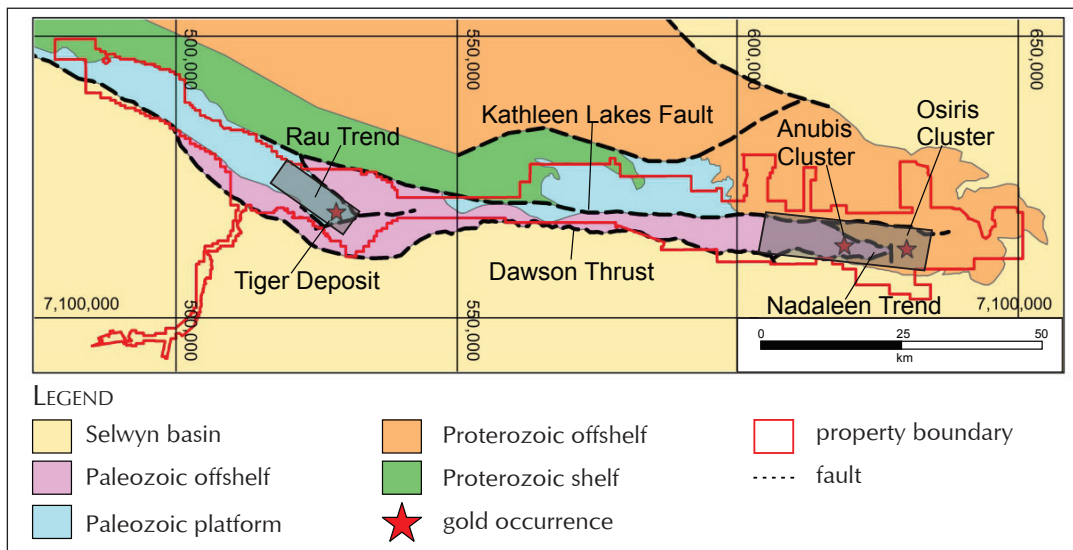 500,000
550,000
600,000
650,000
Rau Trend
Kathleen Lakes Fault
Anubis
Cluster
Osiris
Cluster
Tiger Deposit
Dawson Thrust
Nadaleen Trend
7,100,000
500,000
550,000
7,100,000
0
25
50
km
LEGEND
Selwyn basin
Proterozoic offshelf
property boundary
Paleozoic offshelf
Proterozoic shelf
fault
Paleozoic platform
gold occurrence